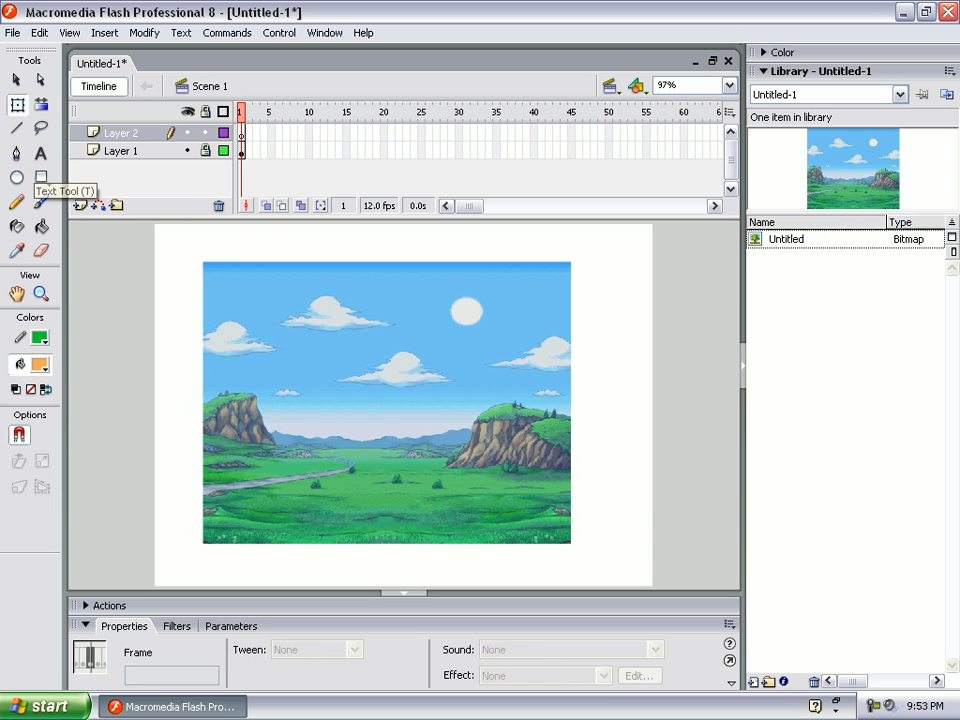 Macromedia Flash Professional 8 - [Untitled-1*]
File Edit View Insert Modify Text Commands Control Window Help
Tools
Untitled-1*
Timeline
Scene 1
97%
1 5 10 15 20 25 30 35 40 45 50 55 60 6
Layer 2
Layer 1
Text Tool (T)
1 12.0 fps 0.0s
View
Colors
Options
Color
Library - Untitled-1
Untitled-1
One item in library
Name Type
Untitled Bitmap
Actions
Properties Filters Parameters
Frame
Tween: None
Sound: None
Effect: None Edit...
start
Macromedia Flash Pro...
9:53 PM